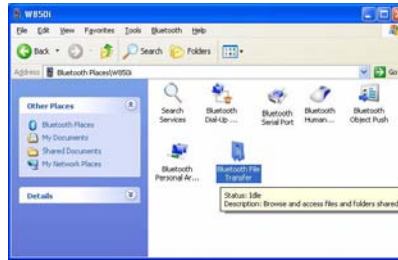 W850i
File Edit View Favorites Tools Bluetooth Help
Back Search Folders
Address Bluetooth Places\W850i Go
Other Places
Bluetooth Places
My Documents
Shared Documents
My Network Places
Details
Search Services
Bluetooth Dial-Up ...
Bluetooth Serial Port
Bluetooth Human...
Bluetooth Object Push
Bluetooth Personal Ar...
Bluetooth File Transfer
Status: Idle
Description: Browse and access files and folders shared